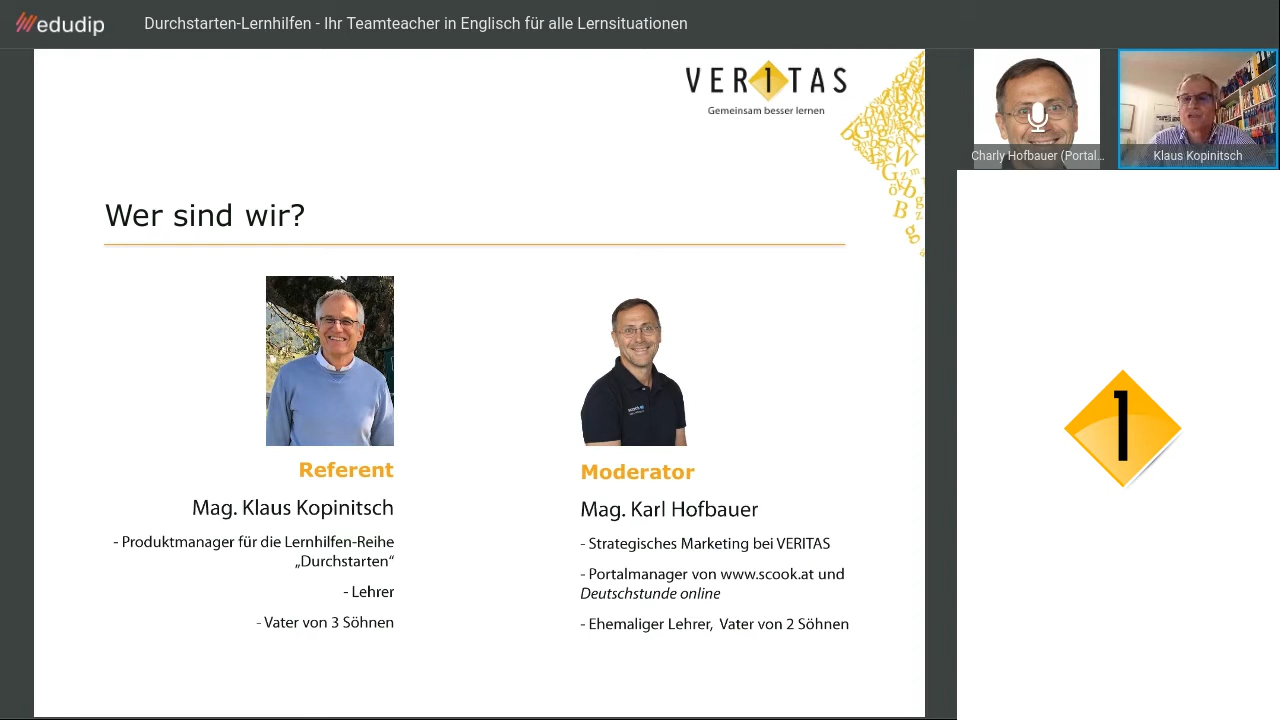 edudip
Durchstarten-Lernhilfen - Ihr Teamteacher in Englisch für alle Lernsituationen
VER1TAS
Gemeinsam besser lernen
Charly Hofbauer (Portal...
Klaus Kopinitsch
Wer sind wir?
Referent
Mag. Klaus Kopinitsch
- Produktmanager für die Lernhilfen-Reihe
„Durchstarten“
- Lehrer
- Vater von 3 Söhnen
Moderator
Mag. Karl Hofbauer
- Strategisches Marketing bei VERITAS
- Portalmanager von www.scook.at und
Deutschstunde online
- Ehemaliger Lehrer, Vater von 2 Söhnen
1